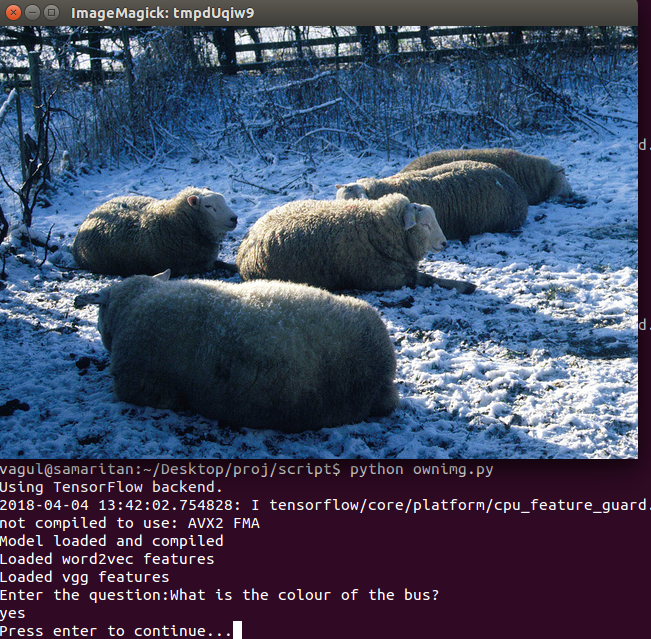 ImageMagick: tmpdUqiw9
d.
d.
vagul@samaritan:~/Desktop/proj/script$ python ownimg.py
Using TensorFlow backend.
2018-04-04 13:42:02.754828: I tensorflow/core/platform/cpu_feature_guard.
not compiled to use: AVX2 FMA
Model loaded and compiled
Loaded word2vec features
Loaded vgg features
Enter the question:What is the colour of the bus?
yes
Press enter to continue...